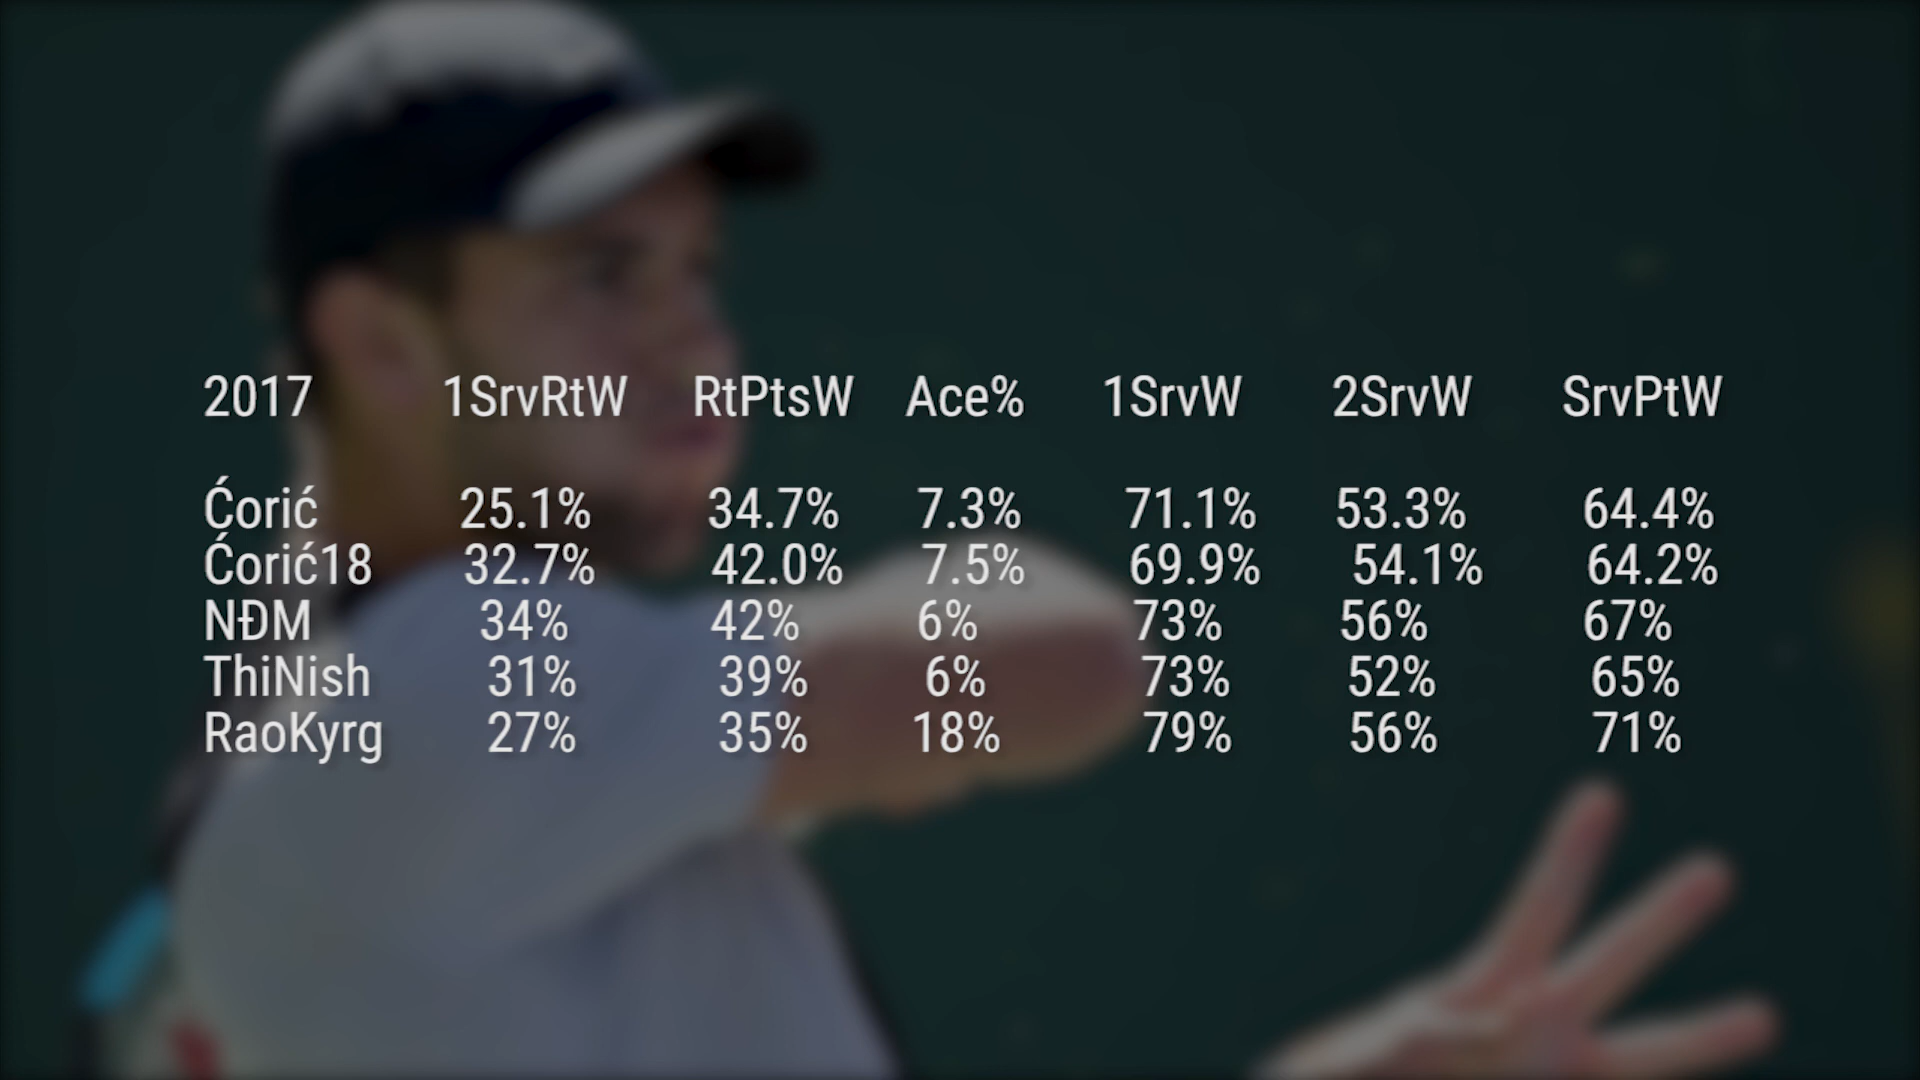 2017 1SrvRtW RtPtsW Ace% 1SrvW 2SrvW SrvPtW
Ćorić 25.1% 34.7% 7.3% 71.1% 53.3% 64.4%
Ćorić18 32.7% 42.0% 7.5% 69.9% 54.1% 64.2%
NĐM 34% 42% 6% 73% 56% 67%
ThiNish 31% 39% 6% 73% 52% 65%
RaoKyrg 27% 35% 18% 79% 56% 71%